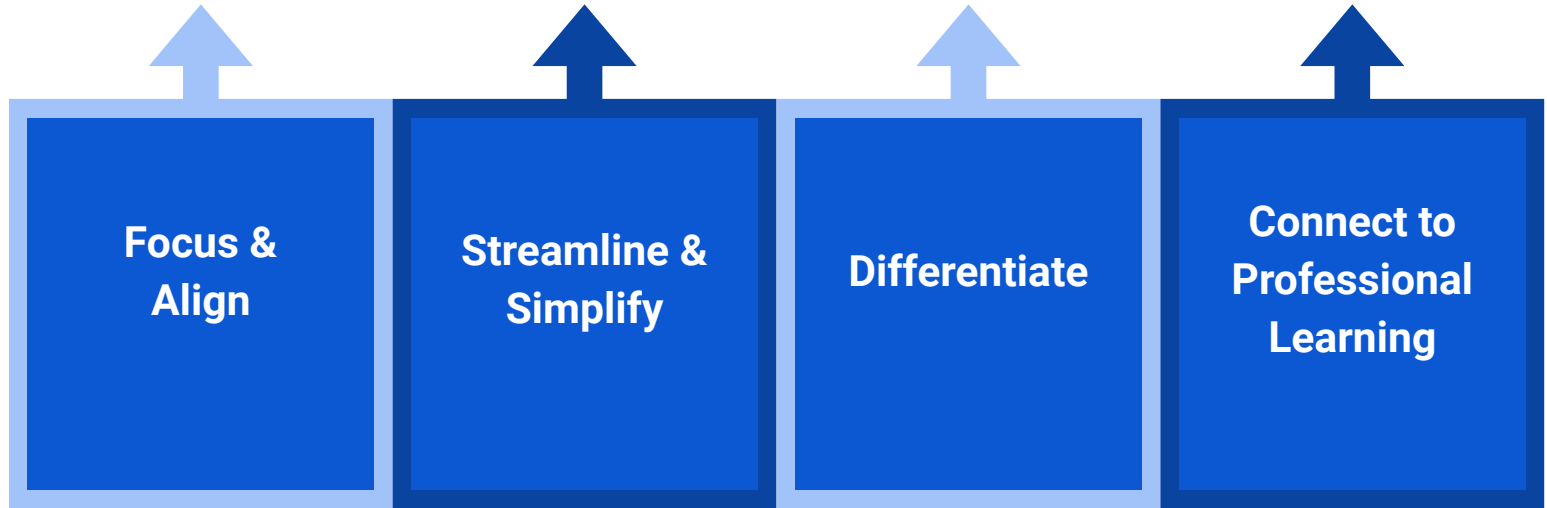 Focus &
Align
Streamline &
Simplify
Differentiate
Connect to
Professional
Learning